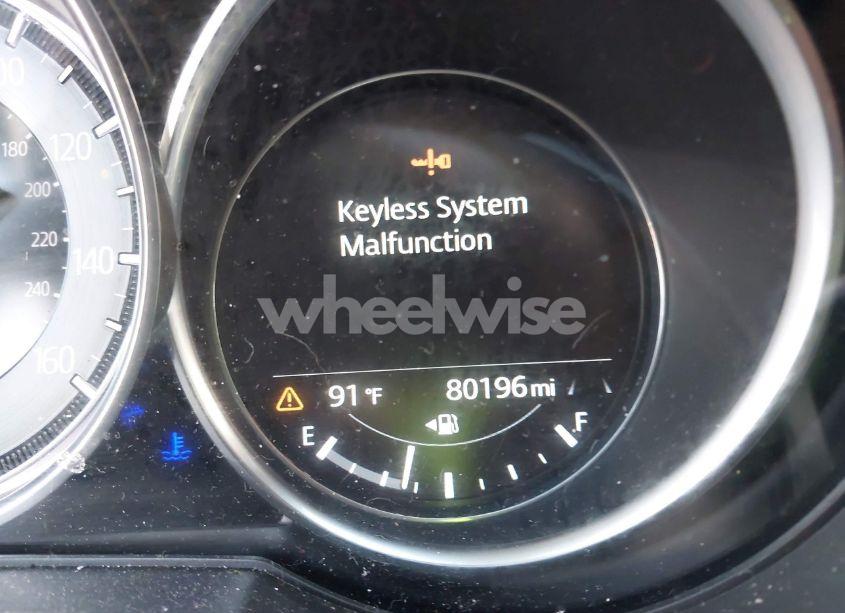 120
140
160
180
200
220
240
Keyless System
Malfunction
wheelwise
91°F 80196 mi
E F